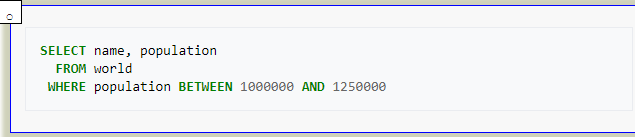 SELECT name, population
FROM world
WHERE population BETWEEN 1000000 AND 1250000